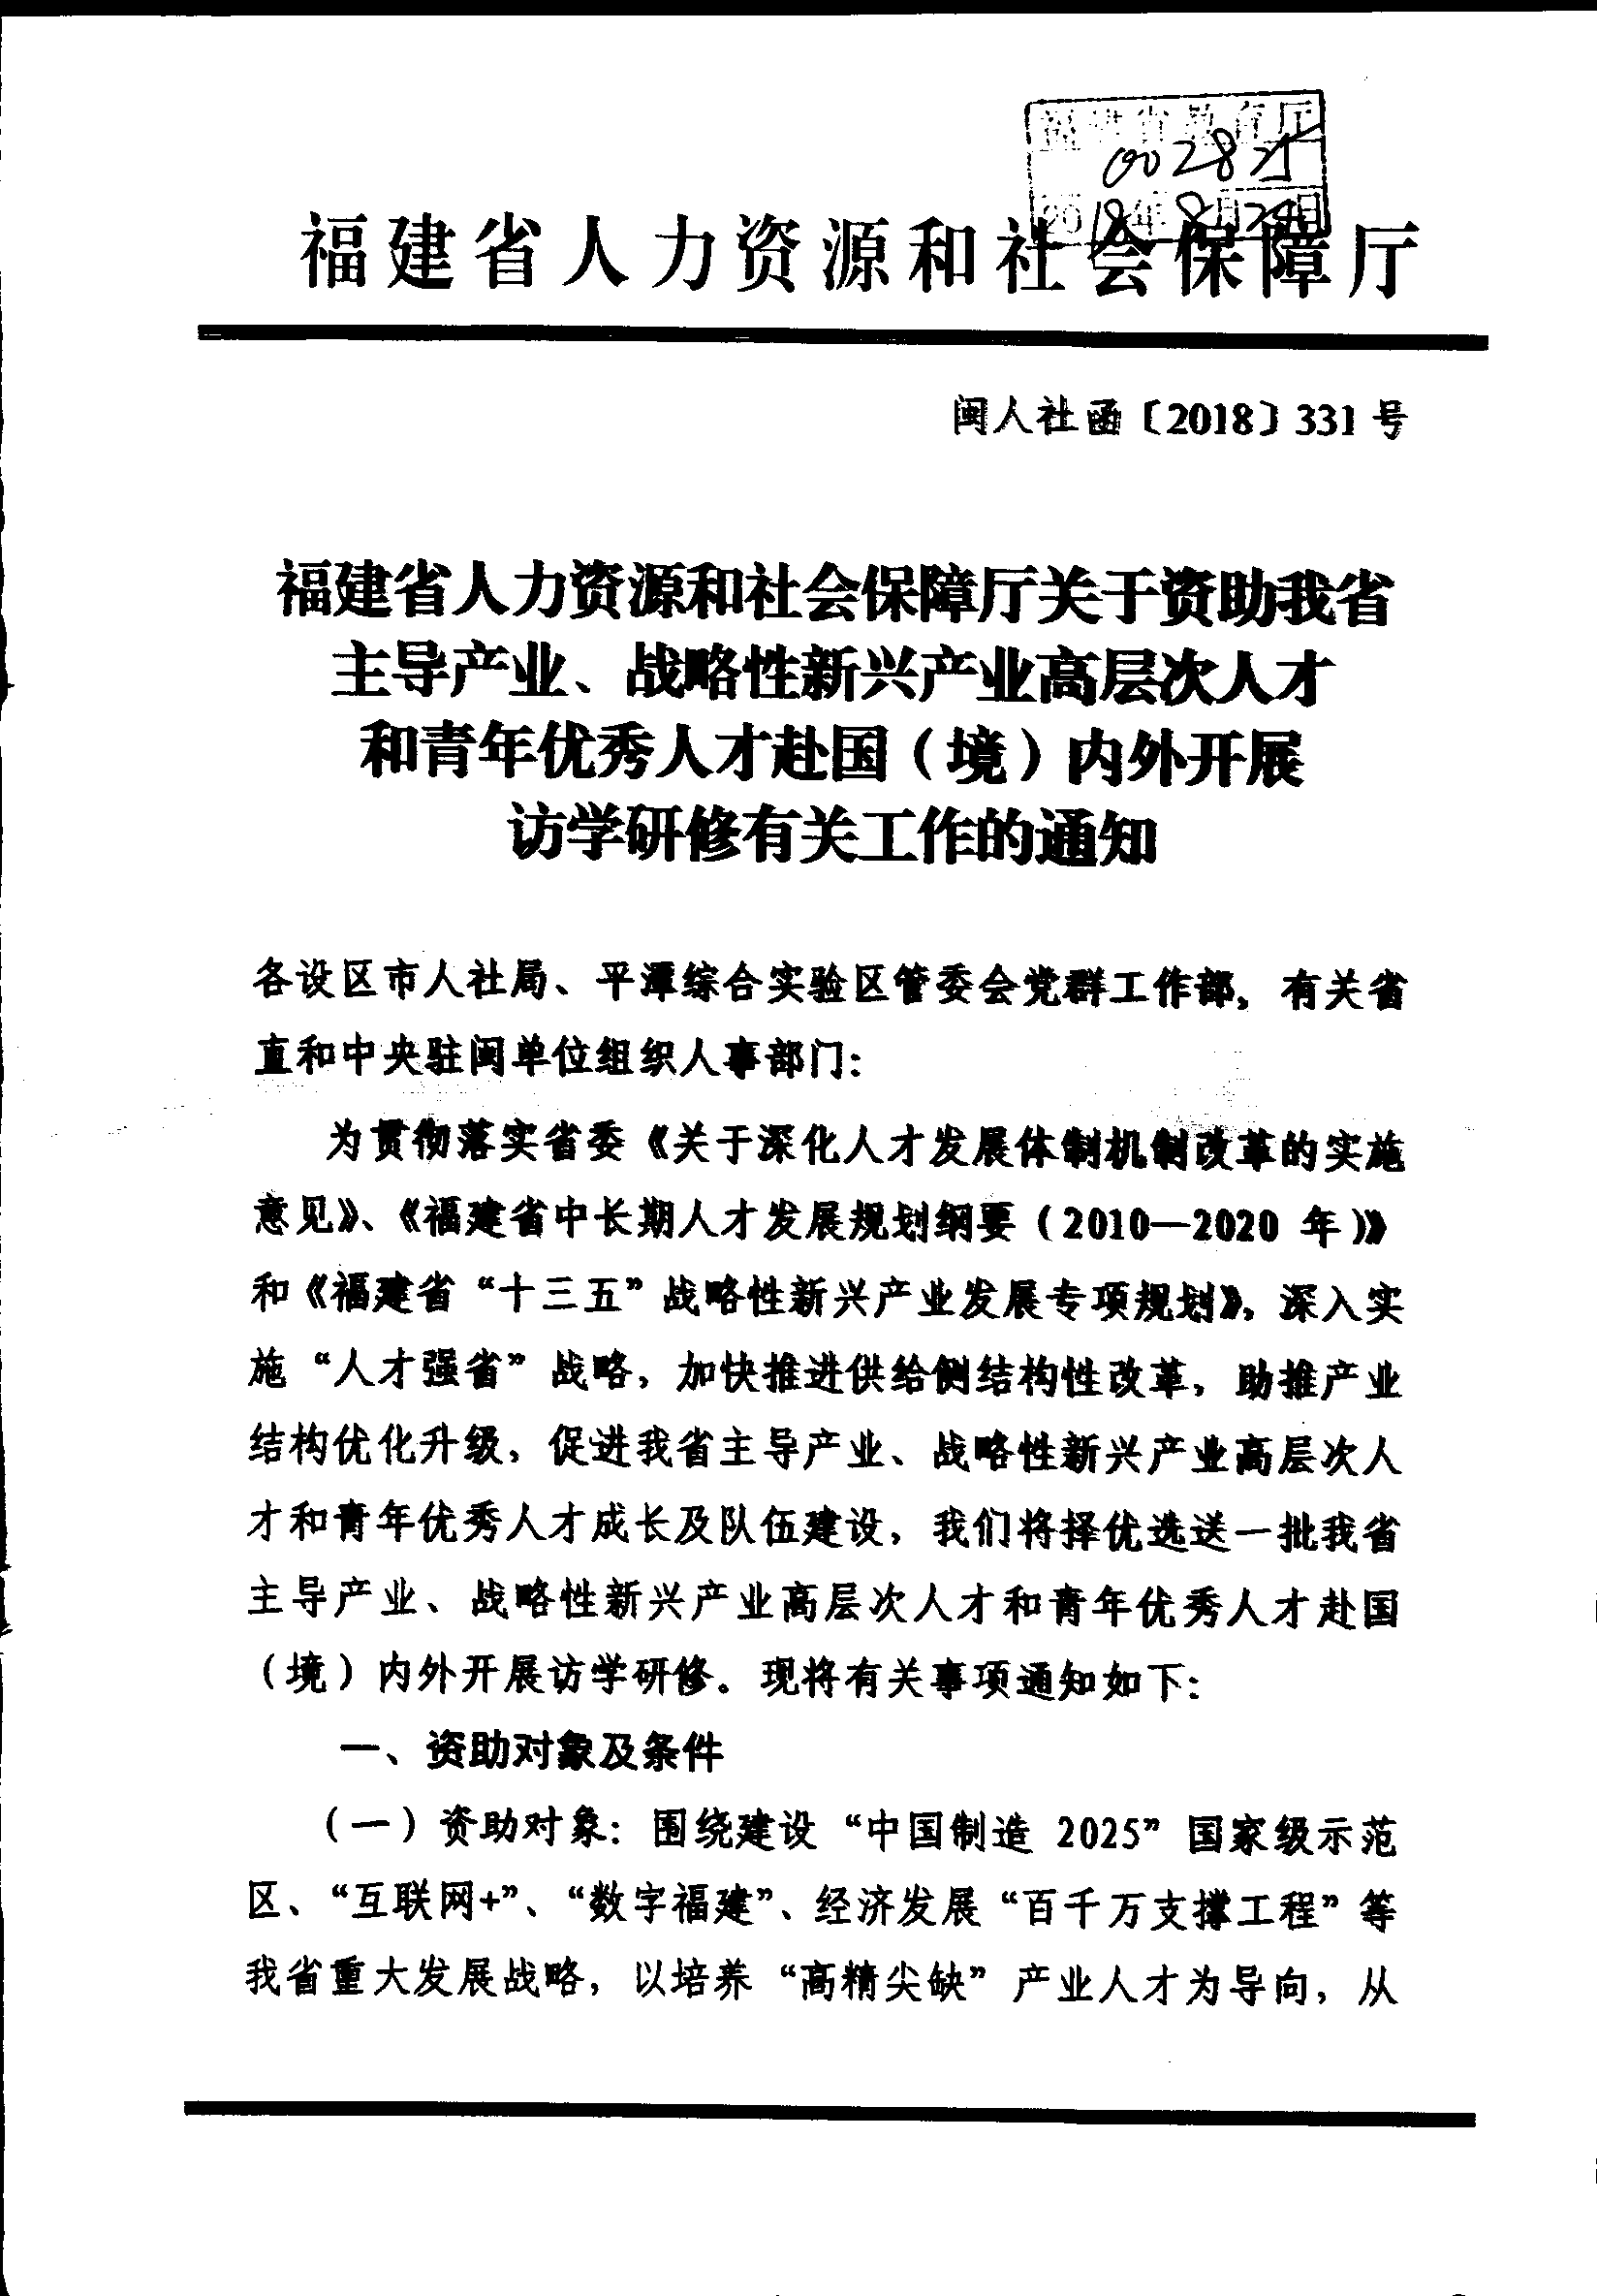 福建省人力资源和社会保障厅
闽人社函〔2018〕331号
福建省人力资源和社会保障厅关于资助我省
主导产业、战略性新兴产业高层次人才
和青年优秀人才赴国（境）内外开展
访学研修有关工作的通知
各设区市人社局、平潭综合实验区管委会党群工作部，有关省
直和中央驻闽单位组织人事部门：
为贯彻落实省委《关于深化人才发展体制机制改革的实施
意见》、《福建省中长期人才发展规划纲要（2010—2020 年）》
和《福建省“十三五”战略性新兴产业发展专项规划》，深入实
施“人才强省”战略，加快推进供给侧结构性改革，助推产业
结构优化升级，促进我省主导产业、战略性新兴产业高层次人
才和青年优秀人才成长及队伍建设，我们将择优选送一批我省
主导产业、战略性新兴产业高层次人才和青年优秀人才赴国
（境）内外开展访学研修。现将有关事项通知如下：
一、资助对象及条件
（一）资助对象：围绕建设“中国制造 2025”国家级示范
区、“互联网+”、“数字福建”、经济发展“百千万支撑工程”等
我省重大发展战略，以培养“高精尖缺”产业人才为导向，从